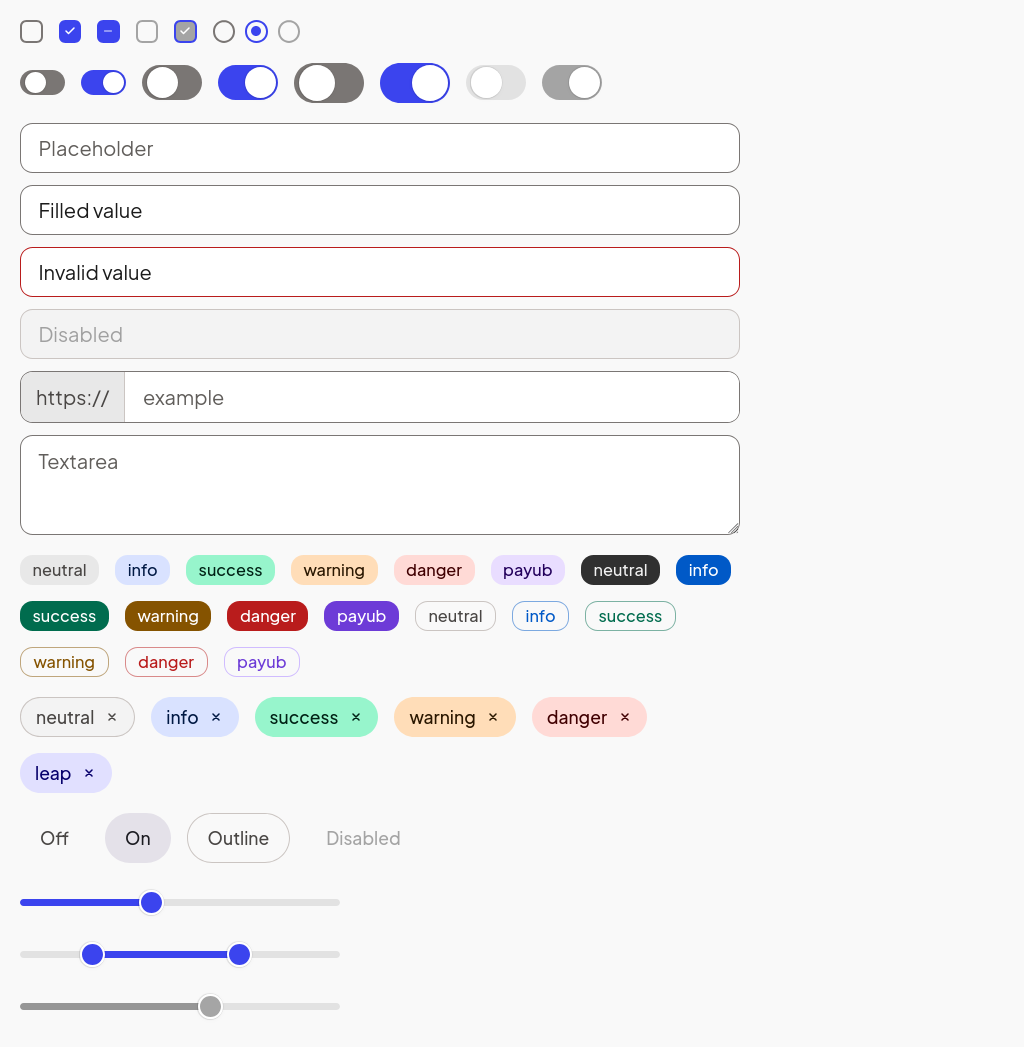 Placeholder
Filled value
Invalid value
Disabled
https:// example
Textarea
neutral info success warning danger payub neutral info
success warning danger payub neutral info success
warning danger payub
neutral × info × success × warning × danger ×
leap ×
Off On Outline Disabled